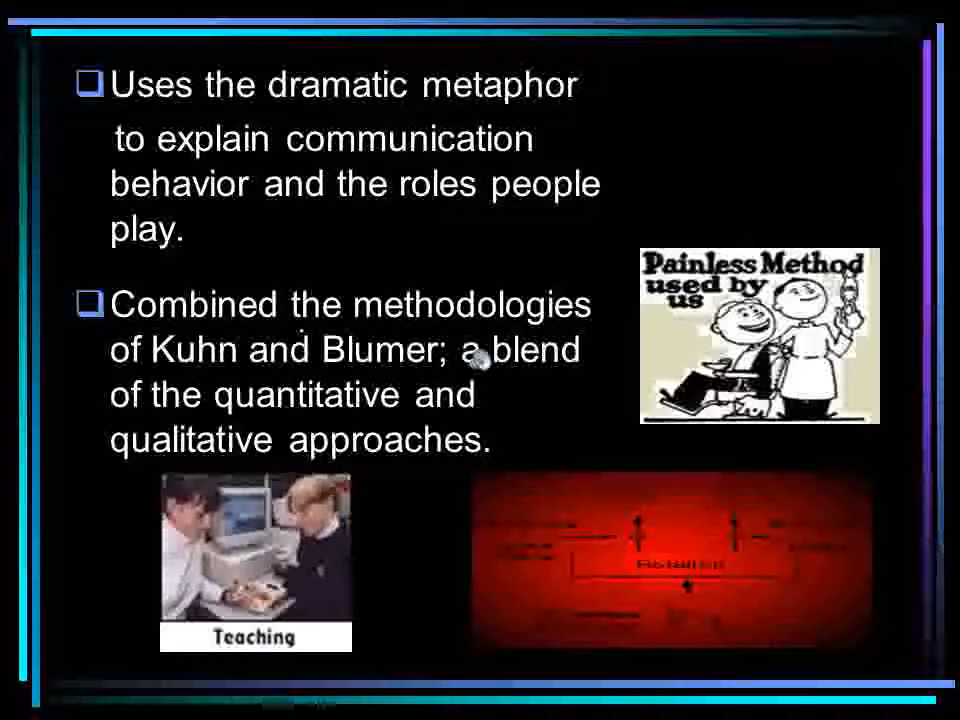 Uses the dramatic metaphor
to explain communication
behavior and the roles people
play.
Combined the methodologies
of Kuhn and Blumer; a blend
of the quantitative and
qualitative approaches.
Painless Method
used by
us
Teaching